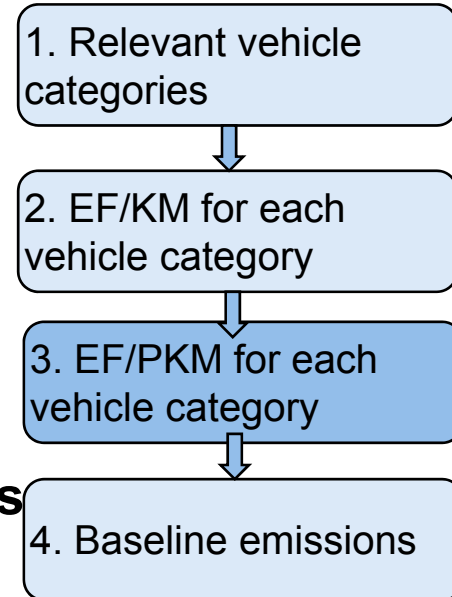 1. Relevant vehicle
categories
2. EF/KM for each
vehicle category
3. EF/PKM for each
vehicle category
s
4. Baseline emissions